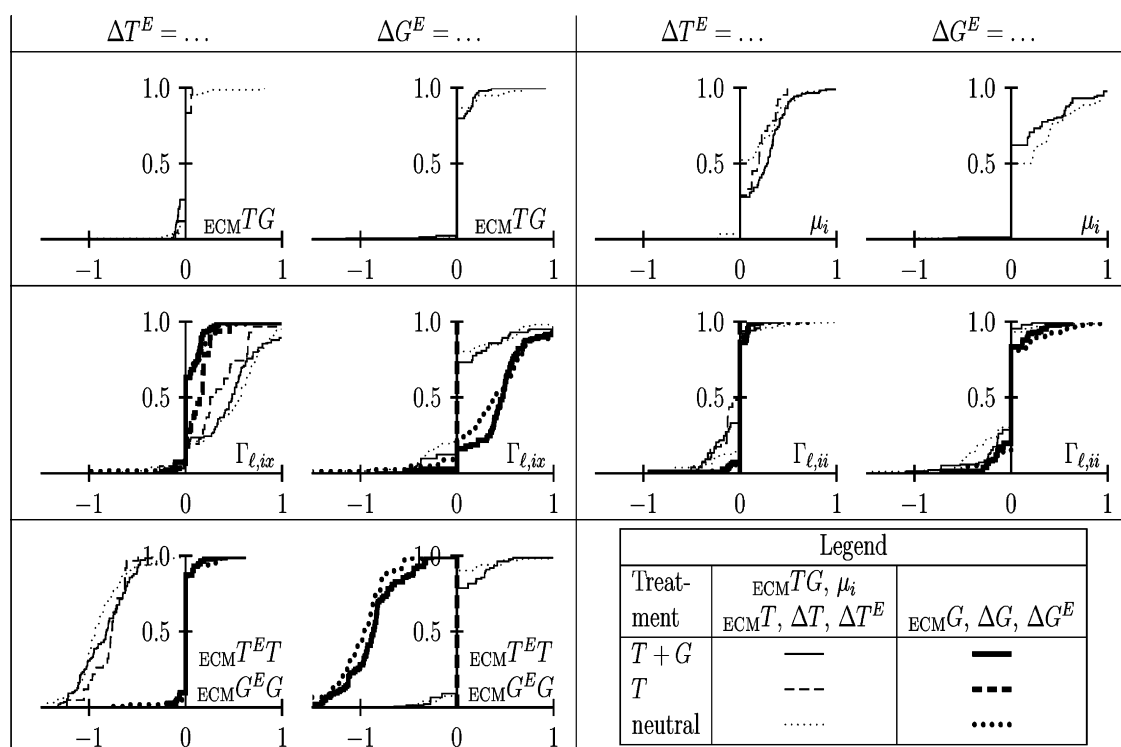 ΔT^E = … ΔG^E = … ΔT^E = … ΔG^E = …
1.0 1.0 1.0 1.0
0.5 0.5 0.5 0.5
ECM TG ECM TG μ_i μ_i
−1 0 1 −1 0 1 −1 0 1 −1 0 1
1.0 1.0 1.0 1.0
0.5 0.5 0.5 0.5
Γ_ℓ,ix Γ_ℓ,ix Γ_ℓ,ii Γ_ℓ,ii
−1 0 1 −1 0 1 −1 0 1 −1 0 1
1.0 1.0
0.5 0.5
ECM T^E T ECM T^E T
ECM G^E G ECM G^E G
−1 0 1 −1 0 1
Legend
Treat-
ment
ECM TG, μ_i
ECM T, ΔT, ΔT^E
ECM G, ΔG, ΔG^E
T + G
T
neutral